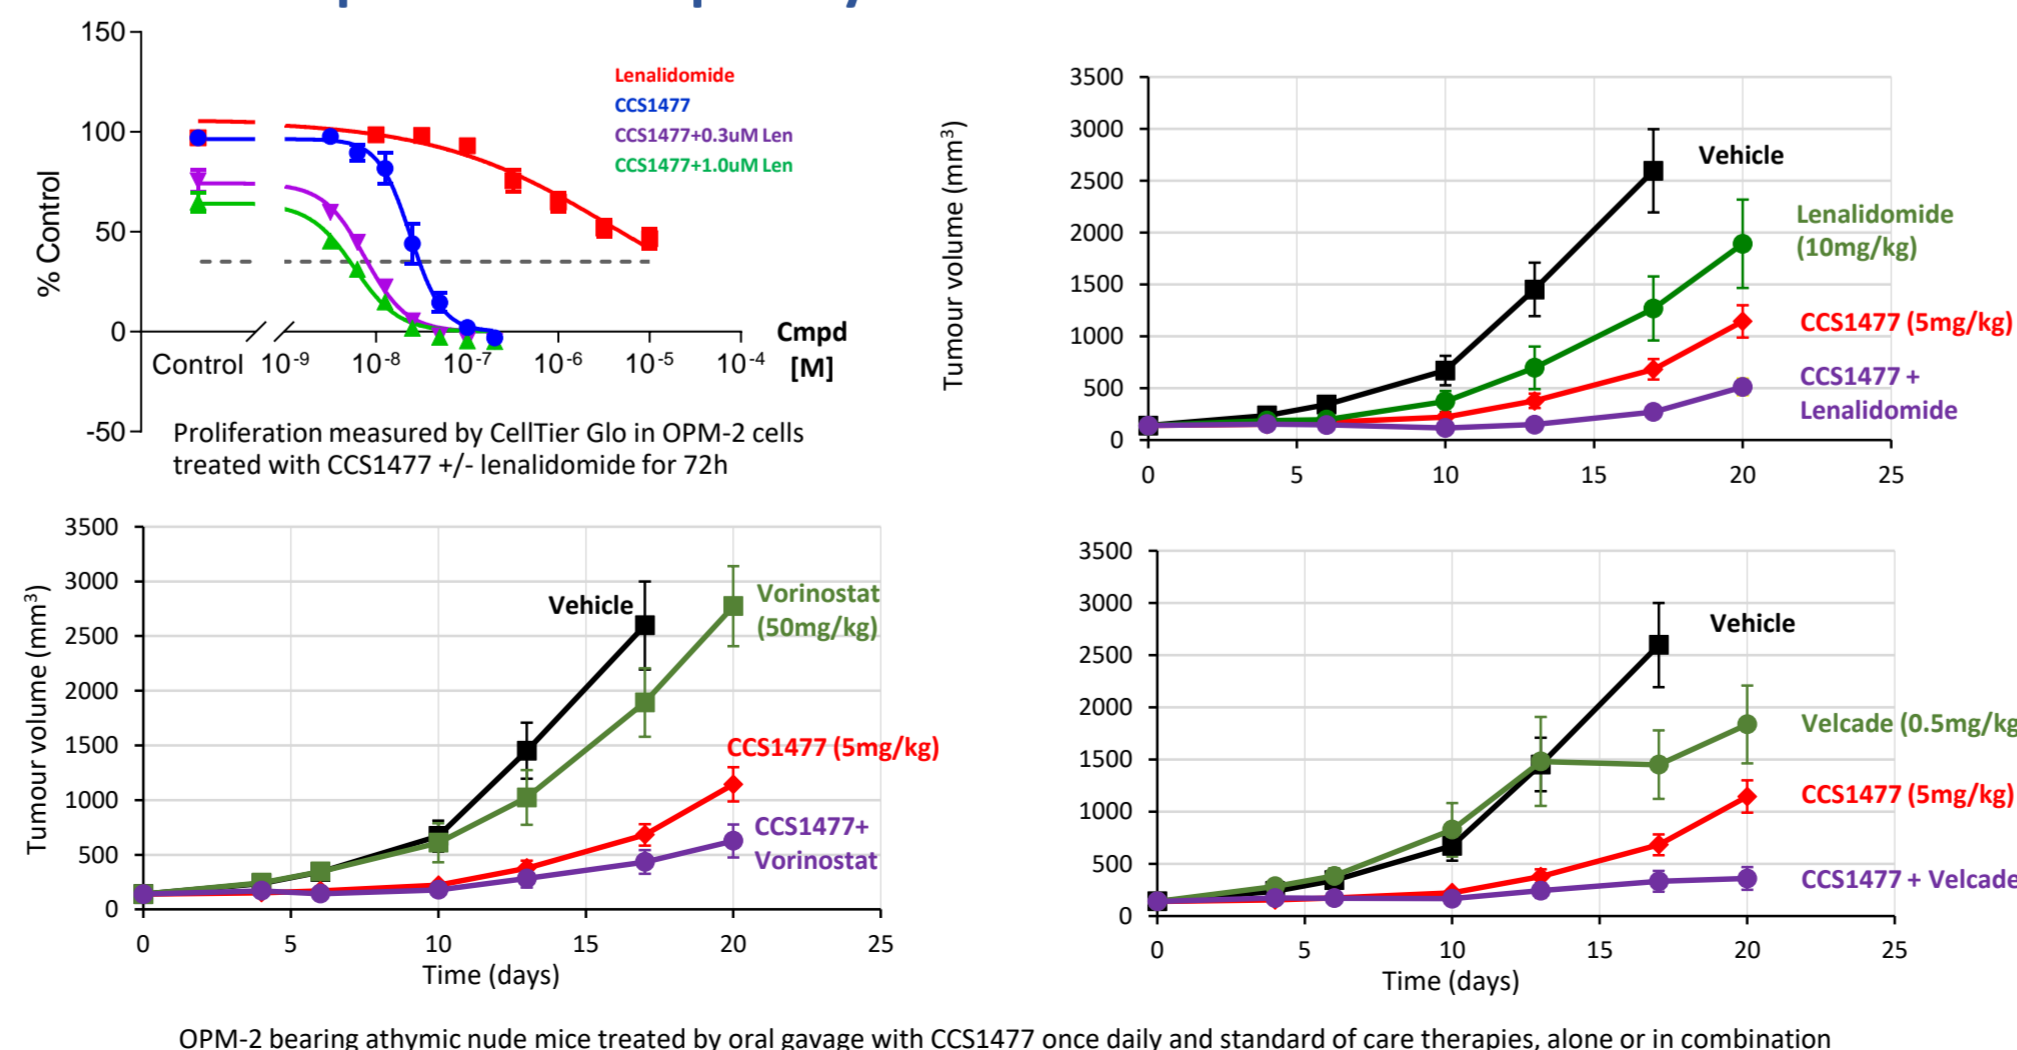 150
100
50
0
-50
% Control
Lenalidomide
CCS1477
CCS1477+0.3uM Len
CCS1477+1.0uM Len
Control
10-9
10-8
10-7
10-6
10-5
10-4
Cmpd
[M]
Proliferation measured by CellTier Glo in OPM-2 cells
treated with CCS1477 +/- lenalidomide for 72h
Tumour volume (mm3)
3500
3000
2500
2000
1500
1000
500
0
0 5 10 15 20 25
Vehicle
Lenalidomide
(10mg/kg)
CCS1477 (5mg/kg)
CCS1477 +
Lenalidomide
Tumour volume (mm3)
3500
3000
2500
2000
1500
1000
500
0
0 5 10 15 20 25
Time (days)
Vehicle
Vorinostat
(50mg/kg)
CCS1477 (5mg/kg)
CCS1477+
Vorinostat
3500
3000
2500
2000
1500
1000
500
0
0 5 10 15 20 25
Time (days)
Vehicle
Velcade (0.5mg/kg
CCS1477 (5mg/kg)
CCS1477 + Velcade
OPM-2 bearing athymic nude mice treated by oral gavage with CCS1477 once daily and standard of care therapies, alone or in combination